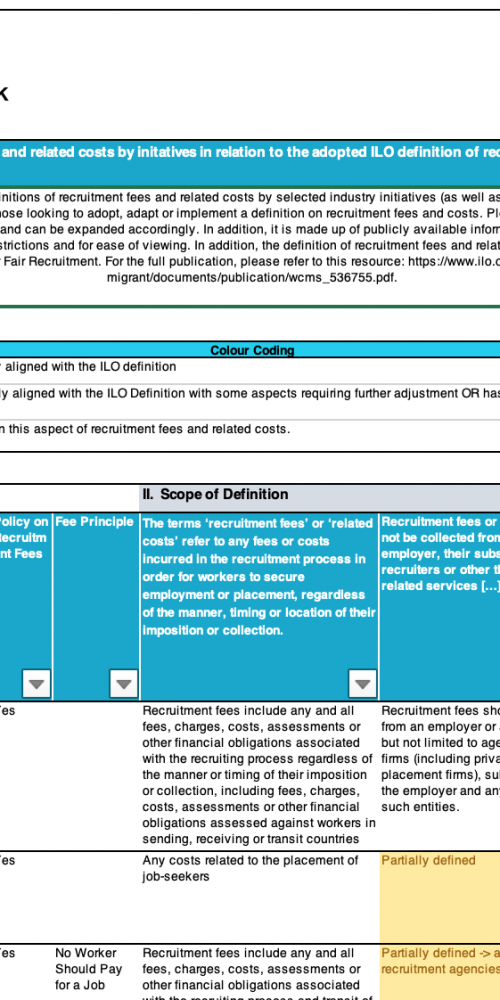 and related costs by initatives in relation to the adopted ILO definition of
initions of recruitment fees and related costs by selected industry initiatives (as well as
those looking to adopt, adapt or implement a definition on recruitment fees and costs.
and can be expanded accordingly. In addition, it is made up of publicly available
strictions and for ease of viewing. In addition, the definition of recruitment fees and
Fair Recruitment. For the full publication, please refer to this resource: https://www.ilo.
migrant/documents/publication/wcms_536755.pdf.
Colour Coding
aligned with the ILO definition
ly aligned with the ILO Definition with some aspects requiring further adjustment OR has
n this aspect of recruitment fees and related costs.
II. Scope of Definition
Policy on
Recruitm
nt Fees
Fee Principle
The terms ‘recruitment fees’ or ‘related
costs’ refer to any fees or costs
incurred in the recruitment process in
order for workers to secure
employment or placement, regardless
of the manner, timing or location of their
imposition or collection.
Recruitment fees or
not be collected from
employer, their subs
recruiters or other th
related services [...]
Yes
Recruitment fees include any and all
fees, charges, costs, assessments or
other financial obligations associated
with the recruiting process regardless of
the manner or timing of their imposition
or collection, including fees, charges,
costs, assessments or other financial
obligations assessed against workers in
sending, receiving or transit countries
Recruitment fees sho
from an employer or
but not limited to age
firms (including priva
placement firms), sul
the employer and any
such entities.
Yes
Any costs related to the placement of
job-seekers
Partially defined
Yes
No Worker
Should Pay
for a Job
Recruitment fees include any and all
fees, charges, costs, assessments or
other financial obligations associated
with the recruiting process and transit of
Partially defined -> a
recruitment agencies